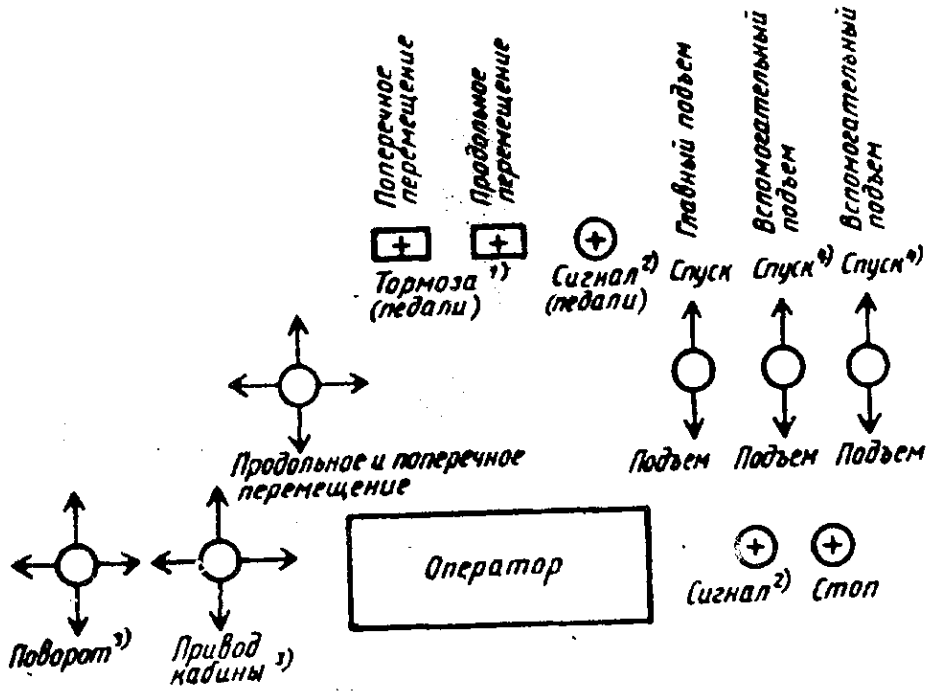 Поперечное
перемещение
Продольное
перемещение
Главный подъем
Вспомогательный
подъем
Вспомогательный
подъем
Тормоза 1)
(педали)
Сигнал 2)
(педали)
Спуск
Спуск 4)
Спуск 4)
Продольное и поперечное
перемещение
Подъем
Подъем
Подъем
Оператор
Сигнал 2)
Стоп
Поворот 3)
Привод
кабины 3)